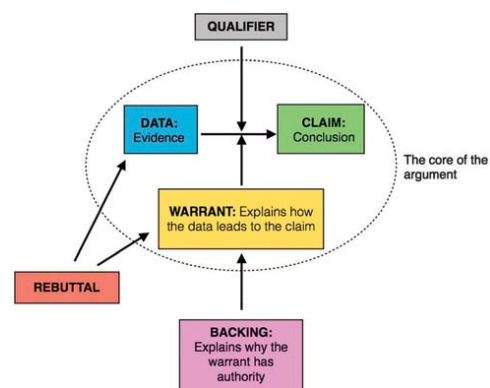 QUALIFIER
DATA:
Evidence
CLAIM:
Conclusion
The core of the
argument
WARRANT: Explains how
the data leads to the claim
REBUTTAL
BACKING:
Explains why the
warrant has
authority